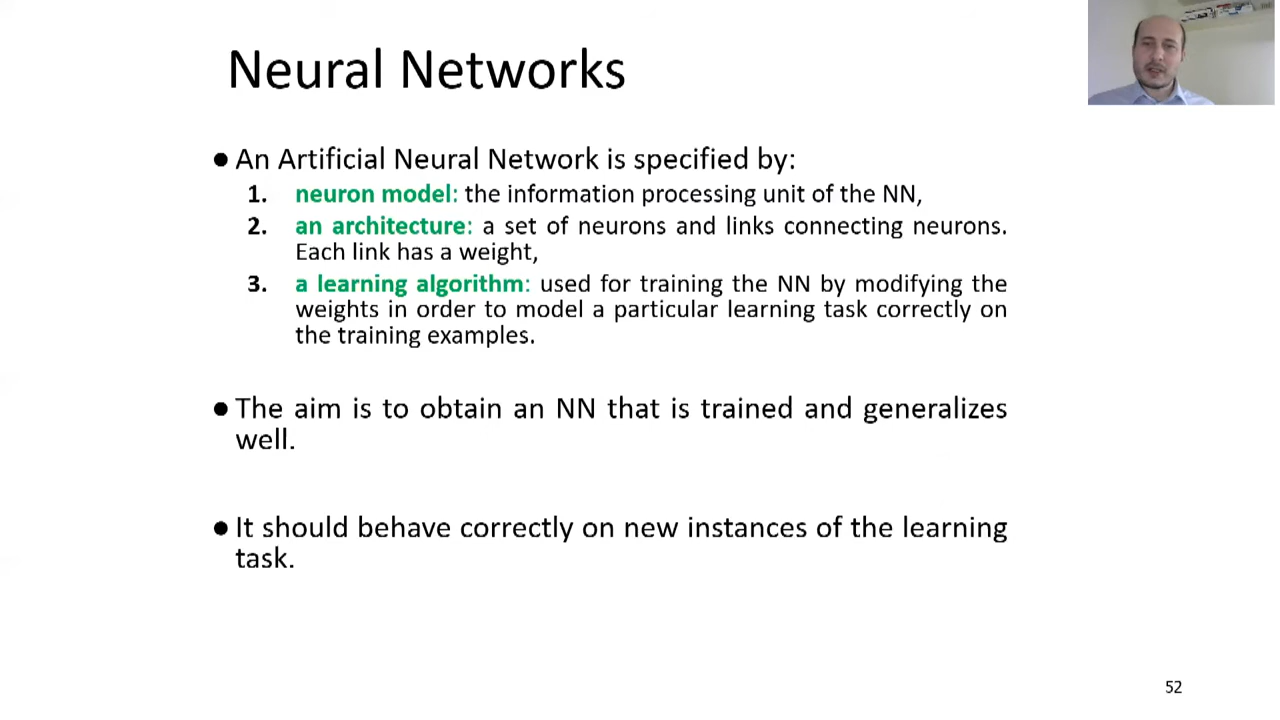 Neural Networks
● An Artificial Neural Network is specified by:
1. neuron model: the information processing unit of the NN,
2. an architecture: a set of neurons and links connecting neurons.
Each link has a weight,
3. a learning algorithm: used for training the NN by modifying the
weights in order to model a particular learning task correctly on
the training examples.
● The aim is to obtain an NN that is trained and generalizes
well.
● It should behave correctly on new instances of the learning
task.
52